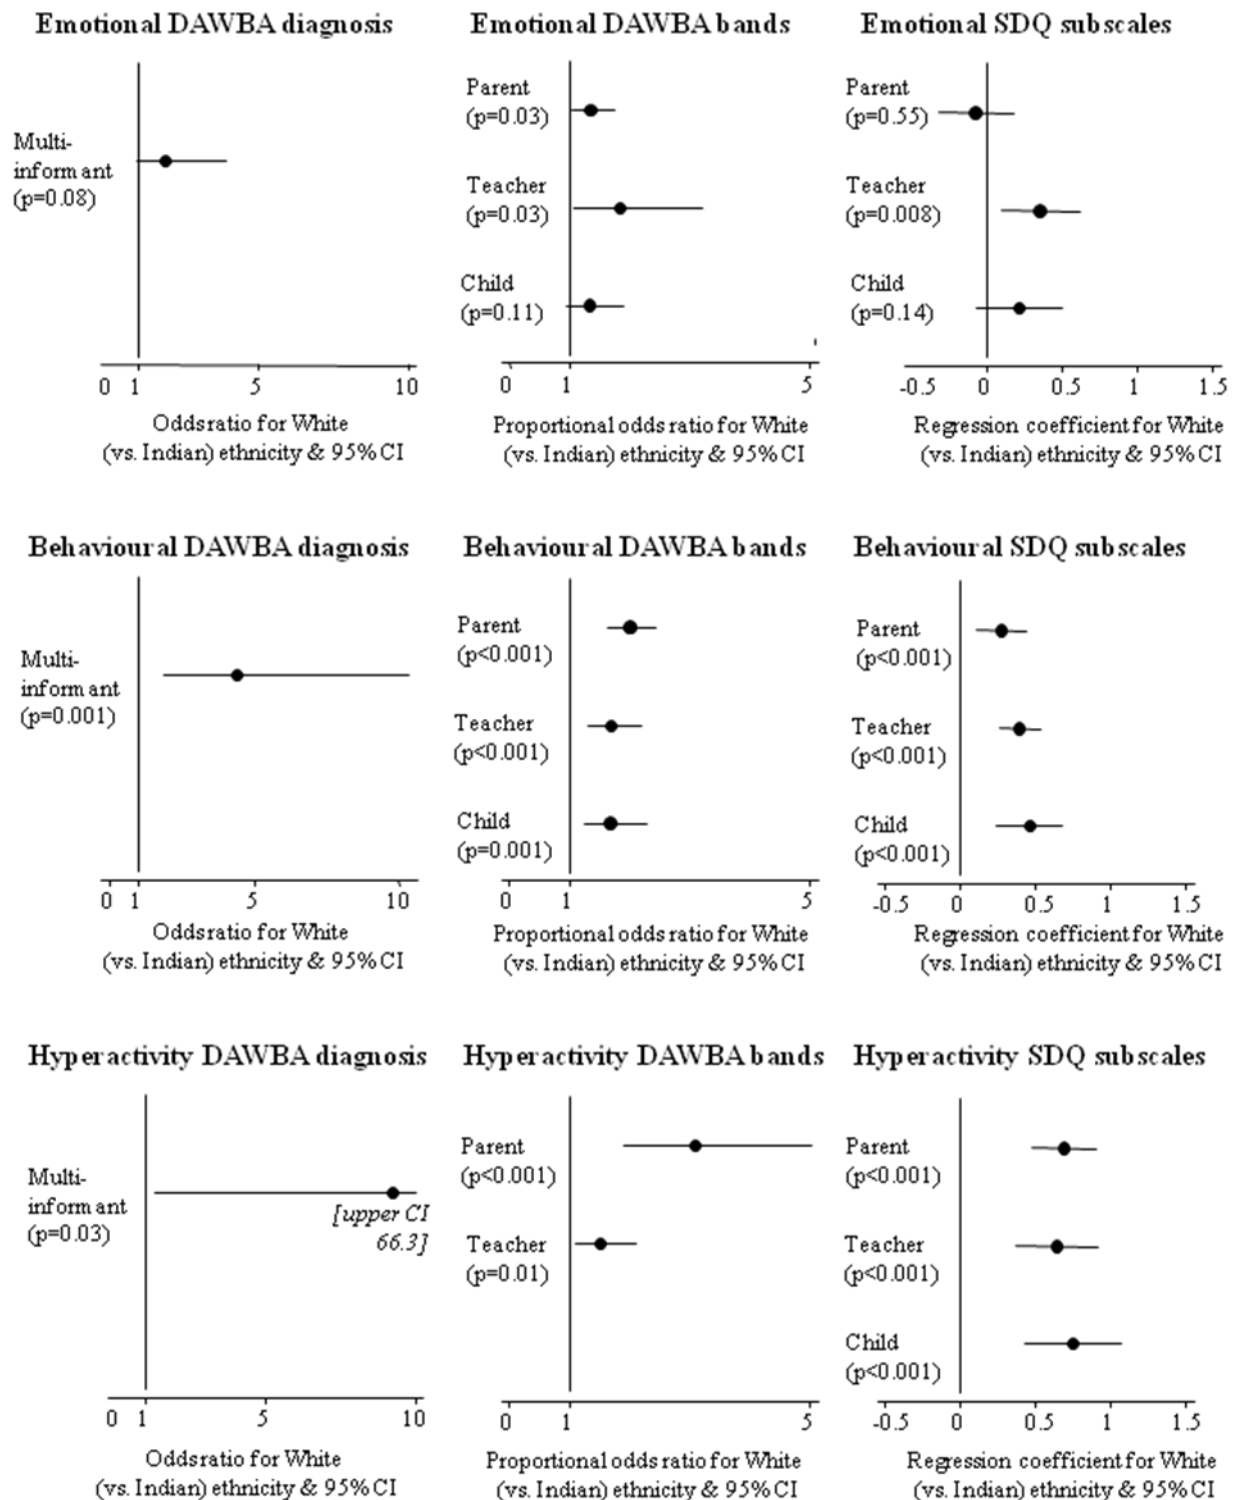 Emotional DAWBA diagnosis
Multi-
informant
(p=0.08)
0 1 5 10
Odds ratio for White
(vs. Indian) ethnicity & 95% CI
Emotional DAWBA bands
Parent
(p=0.03)
Teacher
(p=0.03)
Child
(p=0.11)
0 1 5
Proportional odds ratio for White
(vs. Indian) ethnicity & 95% CI
Emotional SDQ subscales
Parent
(p=0.55)
Teacher
(p=0.008)
Child
(p=0.14)
-0.5 0 0.5 1 1.5
Regression coefficient for White
(vs. Indian) ethnicity & 95% CI
Behavioural DAWBA diagnosis
Multi-
informant
(p=0.001)
0 1 5 10
Odds ratio for White
(vs. Indian) ethnicity & 95% CI
Behavioural DAWBA bands
Parent
(p<0.001)
Teacher
(p<0.001)
Child
(p=0.001)
0 1 5
Proportional odds ratio for White
(vs. Indian) ethnicity & 95% CI
Behavioural SDQ subscales
Parent
(p<0.001)
Teacher
(p<0.001)
Child
(p<0.001)
-0.5 0 0.5 1 1.5
Regression coefficient for White
(vs. Indian) ethnicity & 95% CI
Hyperactivity DAWBA diagnosis
Multi-
informant
(p=0.03)
[upper CI
66.3]
0 1 5 10
Odds ratio for White
(vs. Indian) ethnicity & 95% CI
Hyperactivity DAWBA bands
Parent
(p<0.001)
Teacher
(p=0.01)
0 1 5
Proportional odds ratio for White
(vs. Indian) ethnicity & 95% CI
Hyperactivity SDQ subscales
Parent
(p<0.001)
Teacher
(p<0.001)
Child
(p<0.001)
-0.5 0 0.5 1 1.5
Regression coefficient for White
(vs. Indian) ethnicity & 95% CI